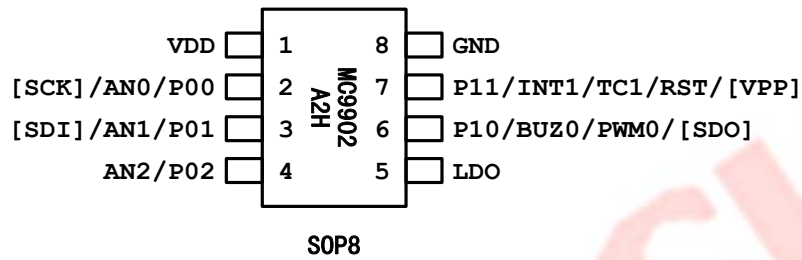 VDD 1 8 GND
[SCK]/AN0/P00 2 7 P11/INT1/TC1/RST/[VPP]
[SDI]/AN1/P01 3 6 P10/BUZ0/PWM0/[SDO]
AN2/P02 4 5 LDO
MC9902
A2H
SOP8